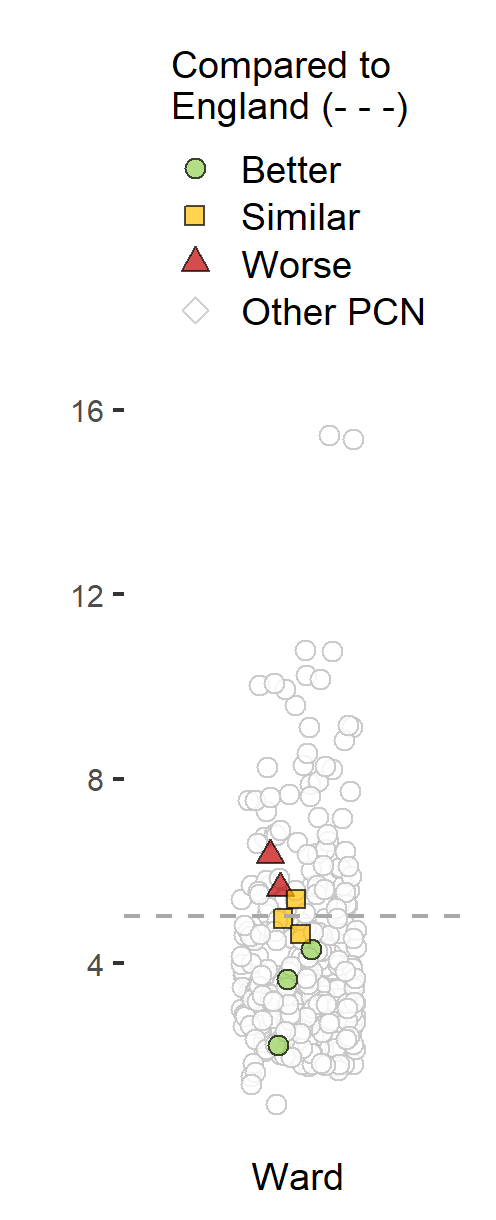 Compared to
England (- - -)
Better
Similar
Worse
Other PCN
16
12
8
4
Ward